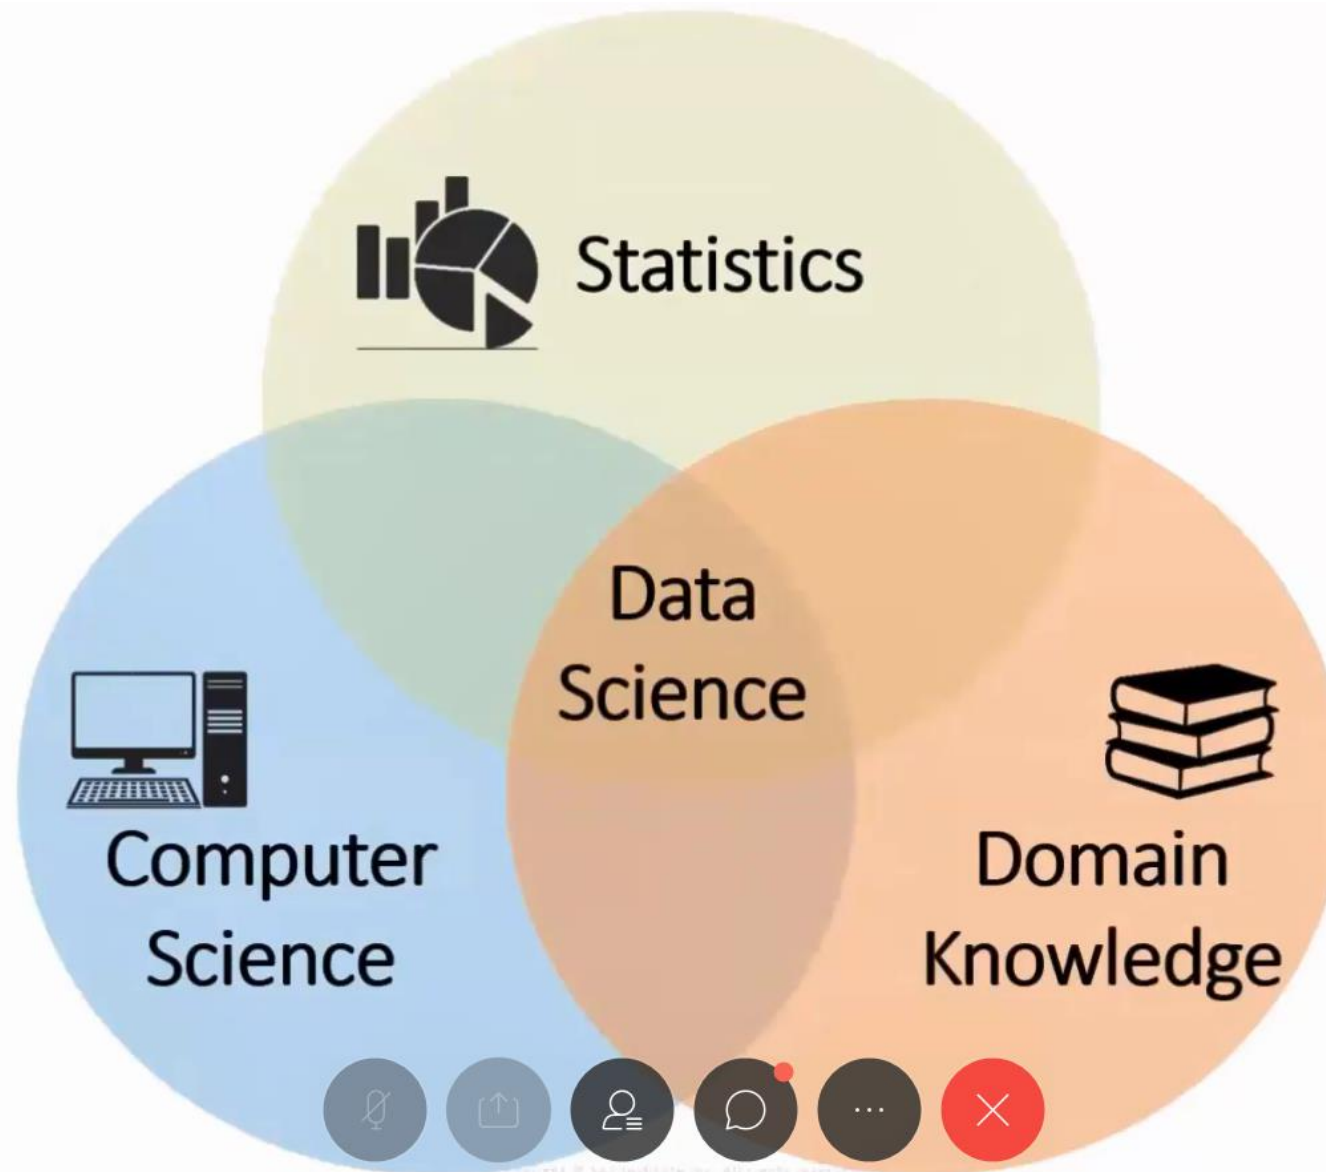 Statistics
Data
Science
Computer
Science
Domain
Knowledge